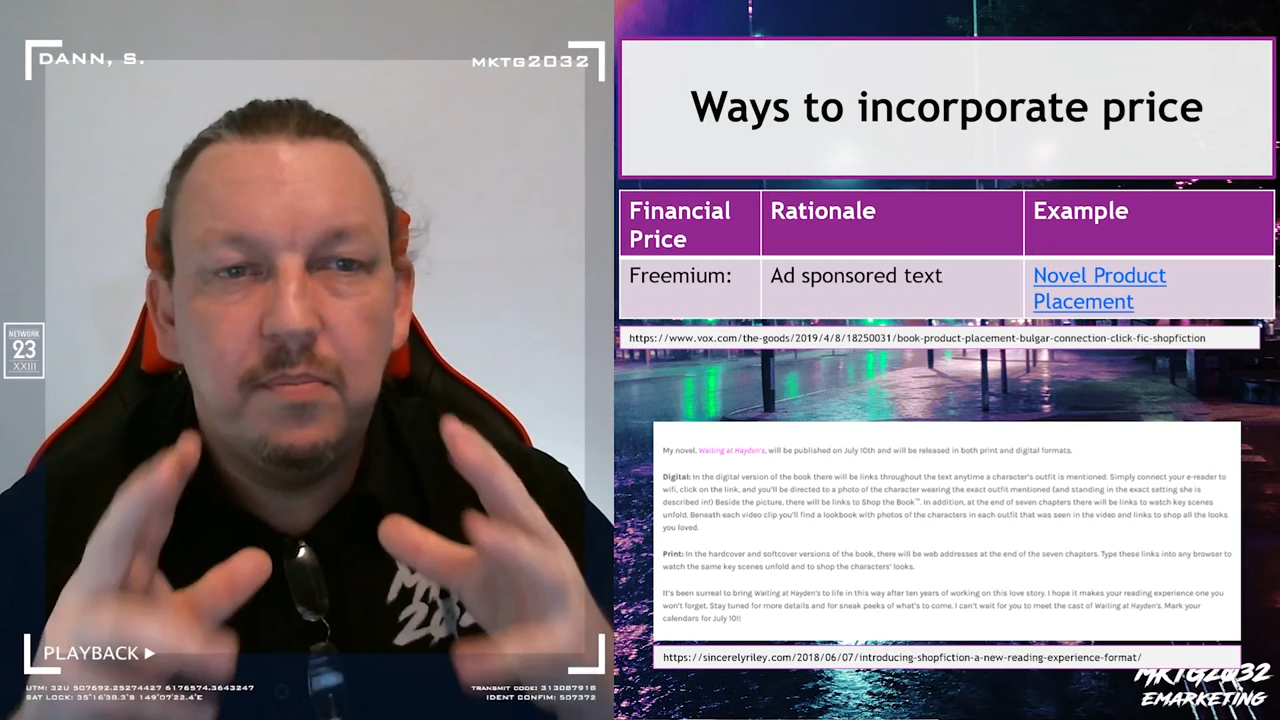 DANN, S.
MKTG2032
NETWORK
23
XXIII
PLAYBACK
UTM: 32U 507692.25274427 6176574.3643247
SAT LOCK: 35°16'38.3"S 149°07'22.4"E
TRANSMIT CODE: 313087918
IDENT CONFIM: 507372
Ways to incorporate price
Financial Price
Rationale
Example
Freemium:
Ad sponsored text
Novel Product
Placement
https://www.vox.com/the-goods/2019/4/8/18250031/book-product-placement-bulgar-connection-click-fic-shopfiction
My novel, Waiting at Hayden's, will be published on July 10th and will be released in both print and digital formats.
Digital: In the digital version of the book there will be links throughout the text anytime a character's outfit is mentioned. Simply connect your e-reader to
wifi, click on the link, and you'll be directed to a photo of the character wearing the exact outfit mentioned (and standing in the exact setting she is
described in!) Beside the picture, there will be links to Shop the Book™. In addition, at the end of seven chapters there will be links to watch key scenes
unfold. Beneath each video clip you'll find a lookbook with photos of the characters in each outfit that was seen in the video and links to shop all the looks
you loved.
Print: In the hardcover and softcover versions of the book, there will be web addresses at the end of the seven chapters. Type these links into any browser to
watch the same key scenes unfold and to shop the characters' looks.
It's been surreal to bring Waiting at Hayden's to life in this way after ten years of working on this love story. I hope it makes your reading experience one you
won't forget. Stay tuned for more details and for sneak peeks of what's to come. I can't wait for you to meet the cast of Waiting at Hayden's. Mark your
calendars for July 10!!
https://sincerelyriley.com/2018/06/07/introducing-shopfiction-a-new-reading-experience-format/
MKTG2032
EMARKETING